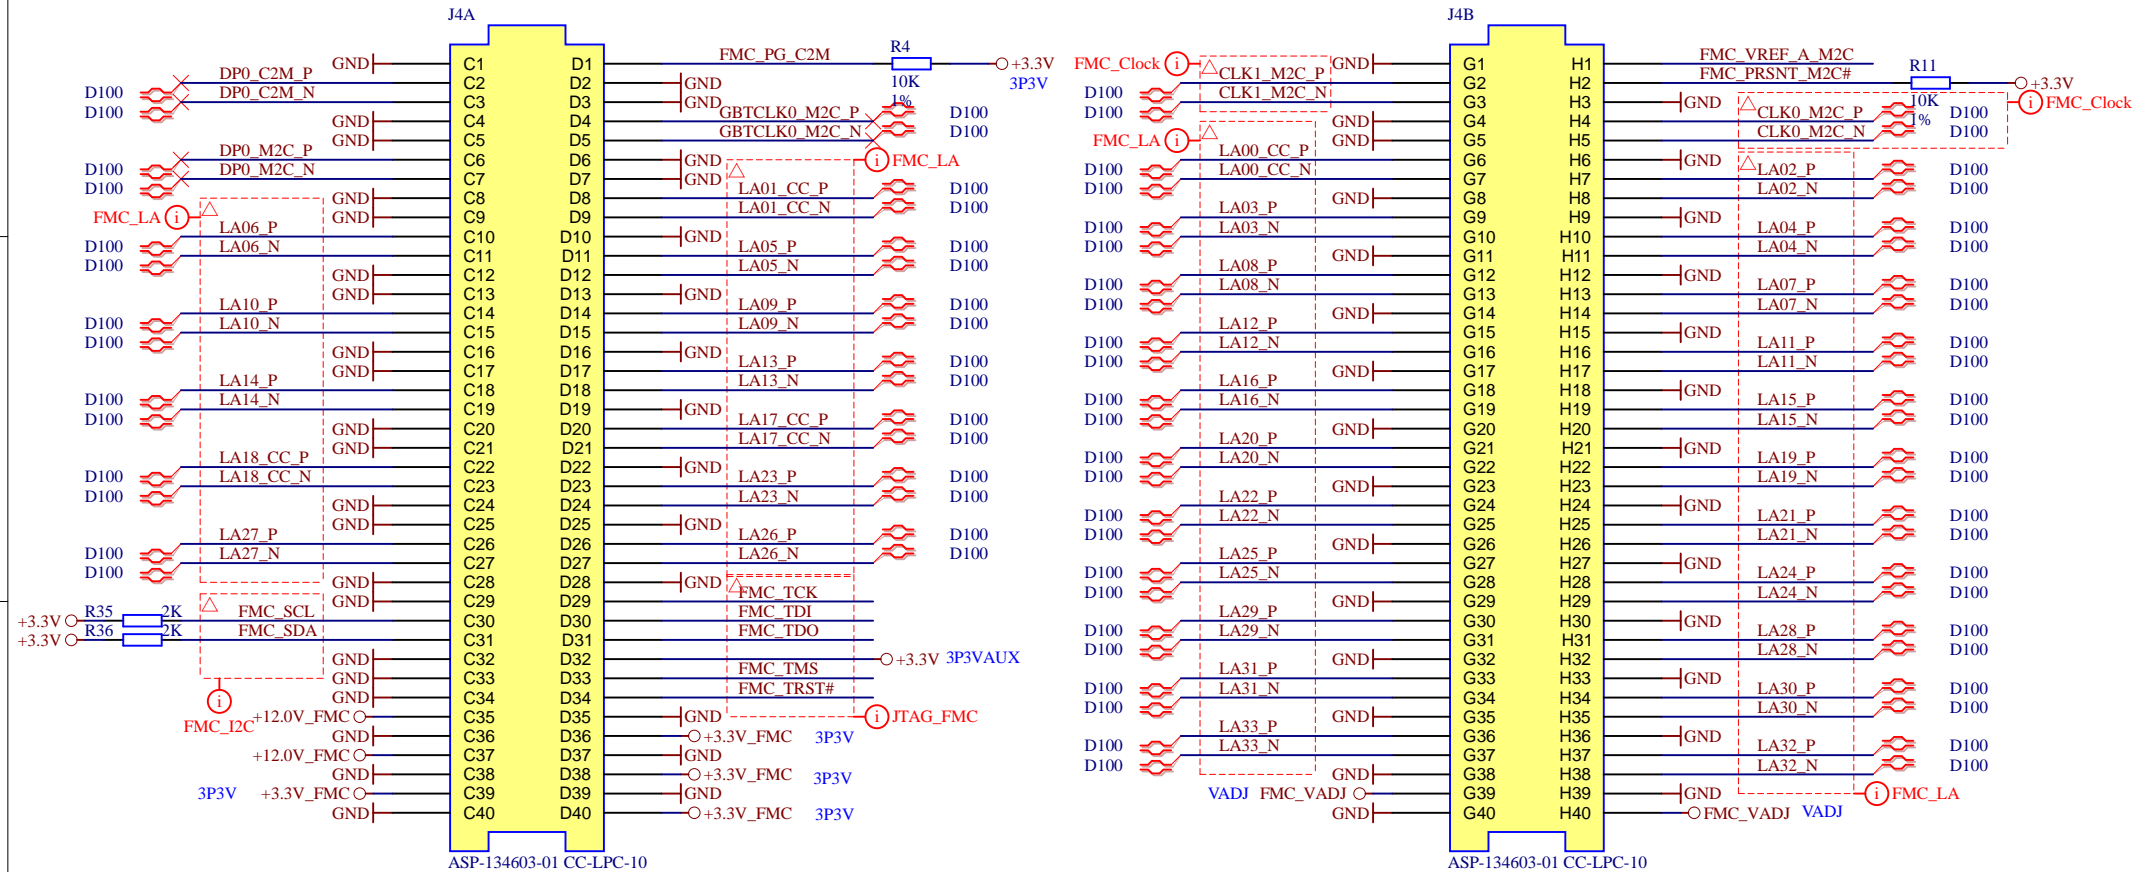 J4A
GND C1 D1 FMC_PG_C2M R4 10K 1% +3.3V 3P3V
D100 DP0_C2M_P C2 D2 GND
D100 DP0_C2M_N C3 D3 GND
GND C4 D4 GBTCLK0_M2C_P D100
GND C5 D5 GBTCLK0_M2C_N D100
D100 DP0_M2C_P C6 D6 GND FMC_LA
D100 DP0_M2C_N C7 D7 GND
GND C8 D8 LA01_CC_P D100
FMC_LA GND C9 D9 LA01_CC_N D100
D100 LA06_P C10 D10 GND
D100 LA06_N C11 D11 LA05_P D100
GND C12 D12 LA05_N D100
GND C13 D13 GND
D100 LA10_P C14 D14 LA09_P D100
D100 LA10_N C15 D15 LA09_N D100
GND C16 D16 GND
GND C17 D17 LA13_P D100
D100 LA14_P C18 D18 LA13_N D100
D100 LA14_N C19 D19 GND
GND C20 D20 LA17_CC_P D100
GND C21 D21 LA17_CC_N D100
D100 LA18_CC_P C22 D22 GND
D100 LA18_CC_N C23 D23 LA23_P D100
GND C24 D24 LA23_N D100
GND C25 D25 GND
D100 LA27_P C26 D26 LA26_P D100
D100 LA27_N C27 D27 LA26_N D100
GND C28 D28 GND
GND C29 D29 FMC_TCK
+3.3V R35 2K FMC_SCL C30 D30 FMC_TDI
+3.3V R36 2K FMC_SDA C31 D31 FMC_TDO
GND C32 D32 +3.3V 3P3VAUX
GND C33 D33 FMC_TMS
GND C34 D34 FMC_TRST#
FMC_I2C +12.0V_FMC C35 D35 GND JTAG_FMC
GND C36 D36 +3.3V_FMC 3P3V
+12.0V_FMC C37 D37 GND
GND C38 D38 +3.3V_FMC 3P3V
3P3V +3.3V_FMC C39 D39 GND
GND C40 D40 +3.3V_FMC 3P3V
ASP-134603-01 CC-LPC-10
J4B
FMC_Clock GND G1 H1 FMC_VREF_A_M2C
D100 CLK1_M2C_P G2 H2 FMC_PRSNT_M2C# R11 10K 1% +3.3V
D100 CLK1_M2C_N G3 H3 GND FMC_Clock
GND G4 H4 CLK0_M2C_P D100
FMC_LA GND G5 H5 CLK0_M2C_N D100
D100 LA00_CC_P G6 H6 GND
D100 LA00_CC_N G7 H7 LA02_P D100
GND G8 H8 LA02_N D100
D100 LA03_P G9 H9 GND
D100 LA03_N G10 H10 LA04_P D100
GND G11 H11 LA04_N D100
D100 LA08_P G12 H12 GND
D100 LA08_N G13 H13 LA07_P D100
GND G14 H14 LA07_N D100
D100 LA12_P G15 H15 GND
D100 LA12_N G16 H16 LA11_P D100
GND G17 H17 LA11_N D100
D100 LA16_P G18 H18 GND
D100 LA16_N G19 H19 LA15_P D100
GND G20 H20 LA15_N D100
D100 LA20_P G21 H21 GND
D100 LA20_N G22 H22 LA19_P D100
GND G23 H23 LA19_N D100
D100 LA22_P G24 H24 GND
D100 LA22_N G25 H25 LA21_P D100
GND G26 H26 LA21_N D100
D100 LA25_P G27 H27 GND
D100 LA25_N G28 H28 LA24_P D100
GND G29 H29 LA24_N D100
D100 LA29_P G30 H30 GND
D100 LA29_N G31 H31 LA28_P D100
GND G32 H32 LA28_N D100
D100 LA31_P G33 H33 GND
D100 LA31_N G34 H34 LA30_P D100
GND G35 H35 LA30_N D100
D100 LA33_P G36 H36 GND
D100 LA33_N G37 H37 LA32_P D100
GND G38 H38 LA32_N D100
VADJ FMC_VADJ G39 H39 GND FMC_LA
GND G40 H40 FMC_VADJ VADJ
ASP-134603-01 CC-LPC-10